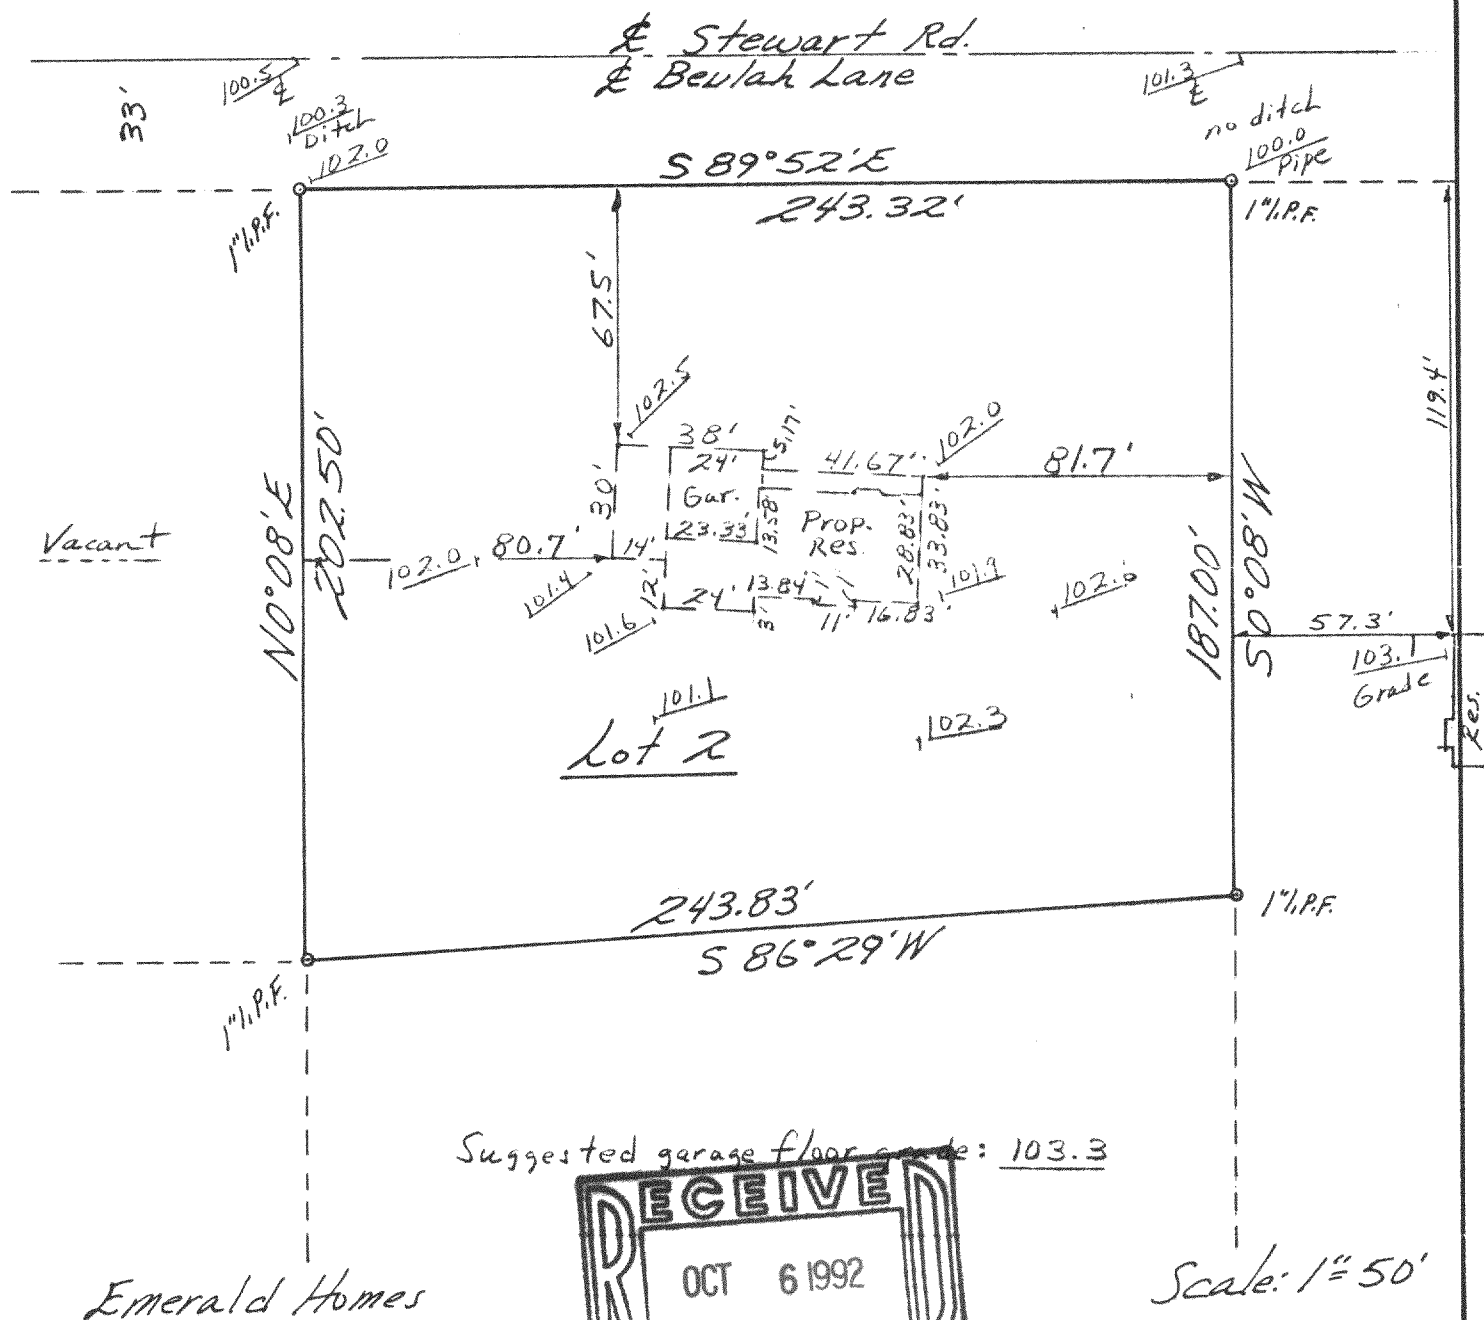 ℄ Stewart Rd.
℄ Beulah Lane
33'
100.5
℄
100.3
Ditch
102.0
101.3
℄
no ditch
100.0
Pipe
S 89°52'E
243.32'
1" I.P.F.
1" I.P.F.
67.5'
119.4'
102.5
38'
5.17'
24'
Gar.
41.67'
102.0
81.7'
30'
23.33'
13.58'
Prop.
Res.
28.83'
33.83'
N 0°08'E
202.50'
Vacant
102.0
80.7'
14'
101.4
12'
24'
13.84'
3'
11'
16.83'
101.9
101.6
187.00'
S 0°08'W
57.3'
103.1
Grade
Res.
101.1
102.3
Lot 2
243.83'
S 86°29'W
1" I.P.F.
1" I.P.F.
Suggested garage floor grade: 103.3
RECEIVED
OCT 6 1992
Emerald Homes
Scale: 1"=50'